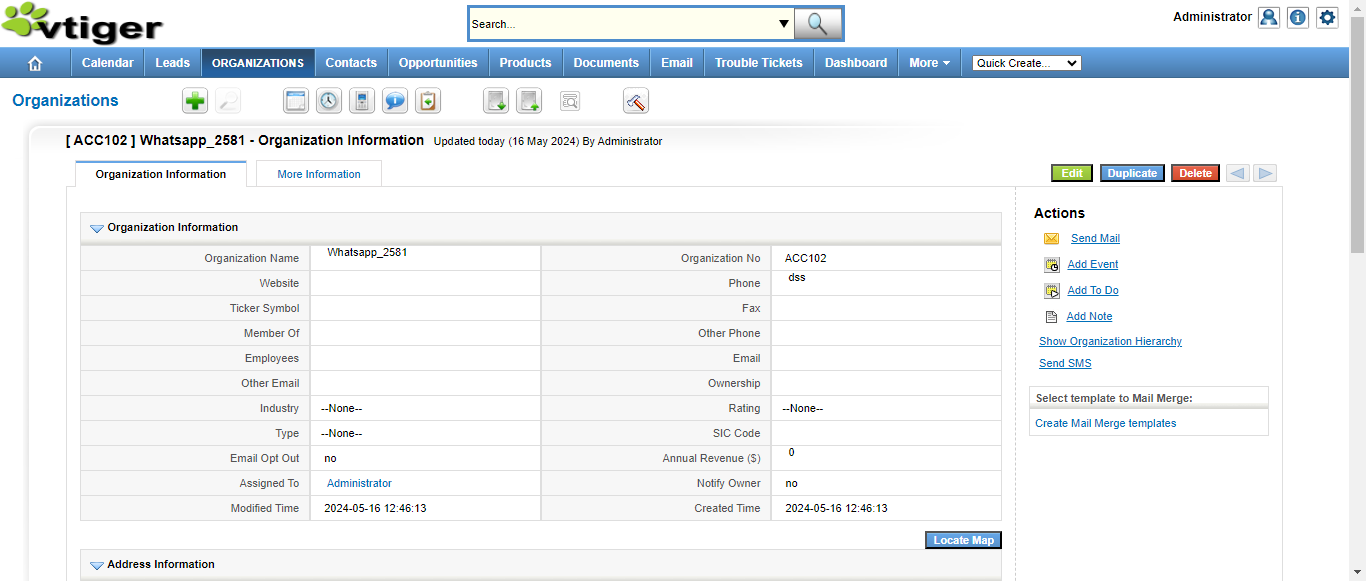 vtiger
Search...
Administrator
Calendar Leads ORGANIZATIONS Contacts Opportunities Products Documents Email Trouble Tickets Dashboard More Quick Create...
Organizations
[ ACC102 ] Whatsapp_2581 - Organization Information Updated today (16 May 2024) By Administrator
Organization Information More Information Edit Duplicate Delete
Organization Information
Organization Name Whatsapp_2581 Organization No ACC102
Website Phone dss
Ticker Symbol Fax
Member Of Other Phone
Employees Email
Other Email Ownership
Industry --None-- Rating --None--
Type --None-- SIC Code
Email Opt Out no Annual Revenue ($) 0
Assigned To Administrator Notify Owner no
Modified Time 2024-05-16 12:46:13 Created Time 2024-05-16 12:46:13
Locate Map
Address Information
Actions
Send Mail
Add Event
Add To Do
Add Note
Show Organization Hierarchy
Send SMS
Select template to Mail Merge:
Create Mail Merge templates